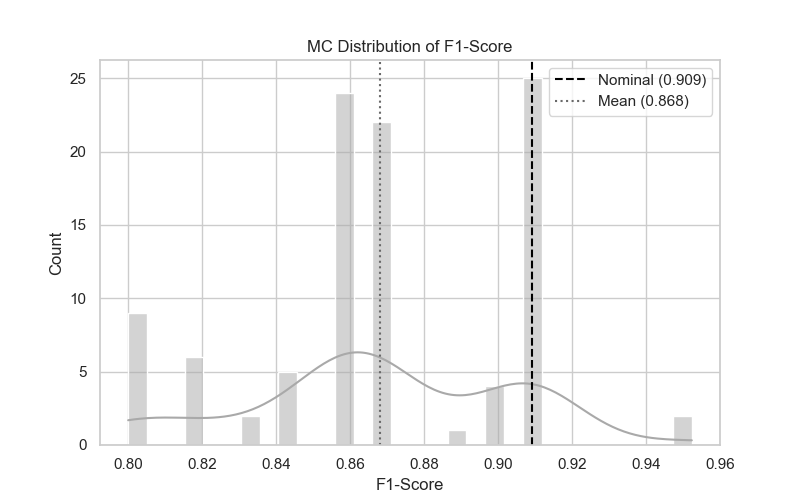 MC Distribution of F1-Score
Nominal (0.909)
Mean (0.868)
25
20
15
10
5
0
Count
0.80 0.82 0.84 0.86 0.88 0.90 0.92 0.94 0.96
F1-Score